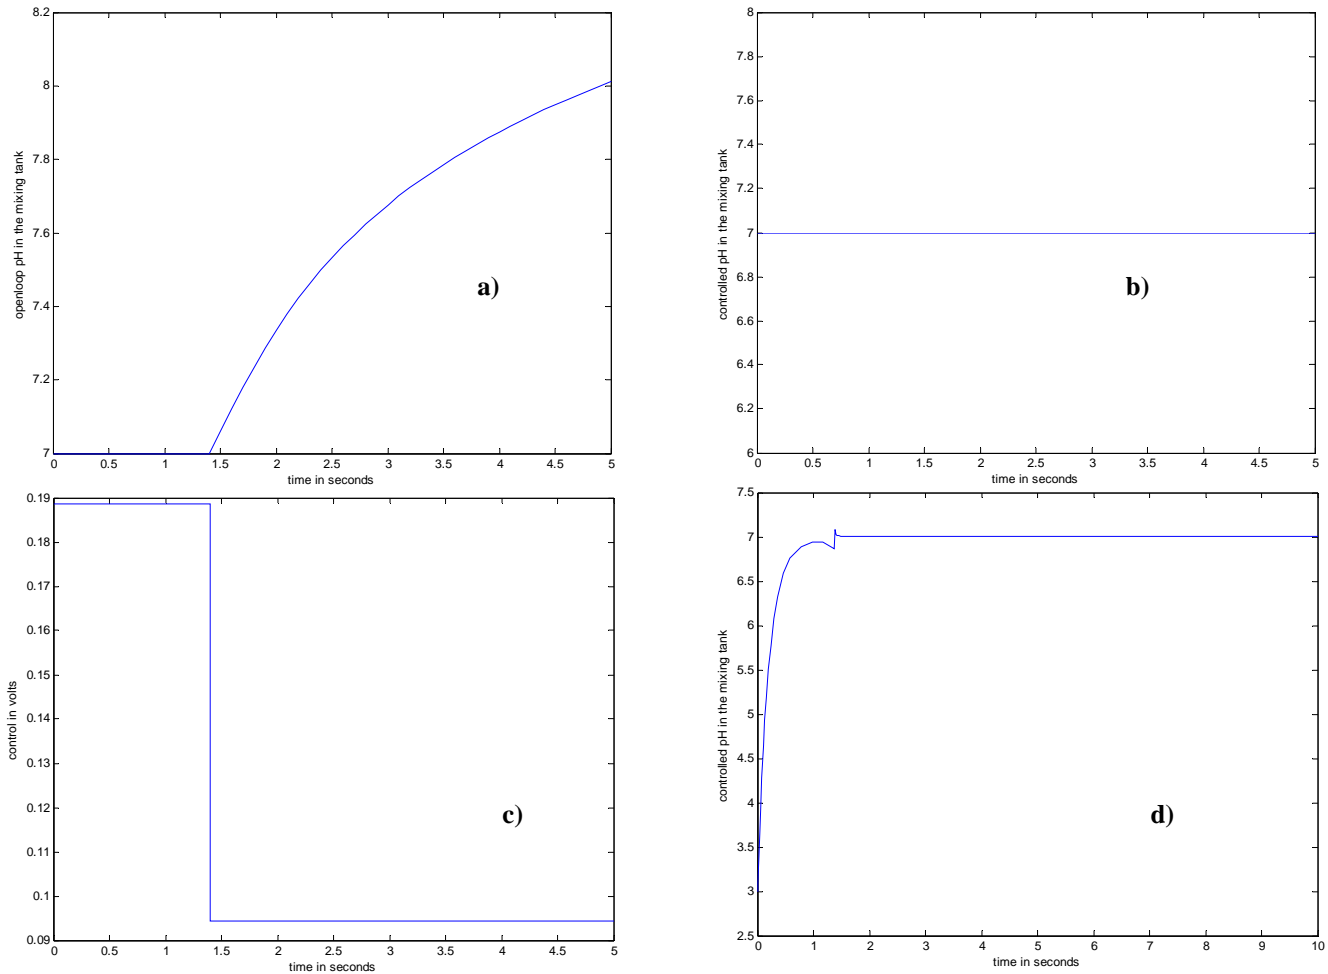 8.2
8
7.8
7.6
7.4
7.2
7
0 0.5 1 1.5 2 2.5 3 3.5 4 4.5 5
time in seconds
openloop pH in the mixing tank
a)
8
7.8
7.6
7.4
7.2
7
6.8
6.6
6.4
6.2
6
0 0.5 1 1.5 2 2.5 3 3.5 4 4.5 5
time in seconds
controlled pH in the mixing tank
b)
0.19
0.18
0.17
0.16
0.15
0.14
0.13
0.12
0.11
0.1
0.09
0 0.5 1 1.5 2 2.5 3 3.5 4 4.5 5
time in seconds
control in volts
c)
7.5
7
6.5
6
5.5
5
4.5
4
3.5
3
2.5
0 1 2 3 4 5 6 7 8 9 10
time in seconds
controlled pH in the mixing tank
d)